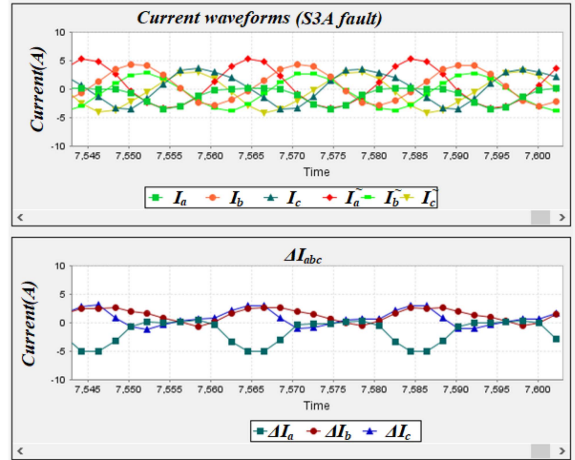 Current waveforms (S3A fault)
Current(A)
10
5
0
-5
-10
7,545 7,550 7,555 7,560 7,565 7,570 7,575 7,580 7,585 7,590 7,595 7,600
Time
Ia Ib Ic Ia~ Ib~ Ic~
< >
ΔIabc
Current(A)
10
5
0
-5
-10
7,545 7,550 7,555 7,560 7,565 7,570 7,575 7,580 7,585 7,590 7,595 7,600
Time
ΔIa ΔIb ΔIc
< >